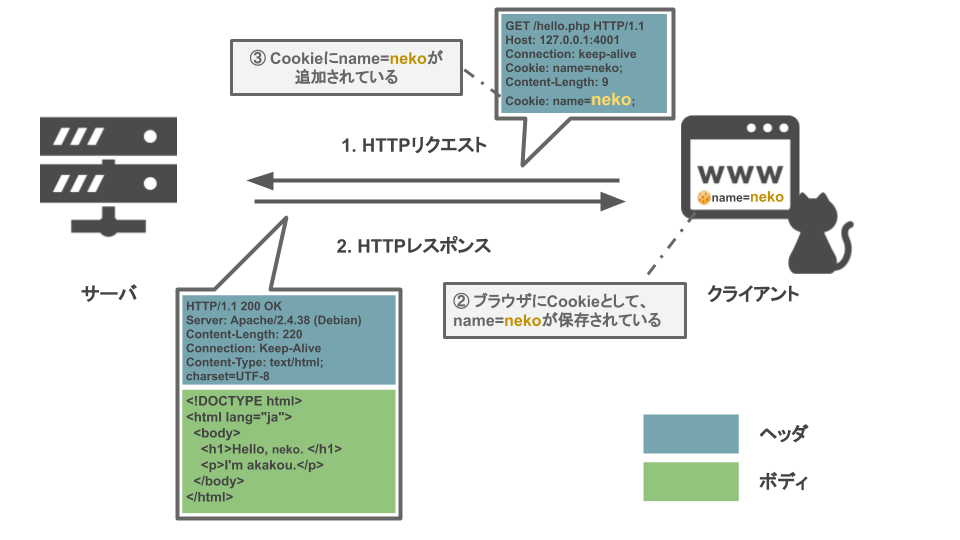 GET /hello.php HTTP/1.1
Host: 127.0.0.1:4001
Connection: keep-alive
Cookie: name=neko;
Content-Length: 9
Cookie: name=neko;
③ Cookieにname=nekoが
追加されている
1. HTTPリクエスト
WWW
name=neko
2. HTTPレスポンス
サーバ
クライアント
② ブラウザにCookieとして、
name=nekoが保存されている
HTTP/1.1 200 OK
Server: Apache/2.4.38 (Debian)
Content-Length: 220
Connection: Keep-Alive
Content-Type: text/html;
charset=UTF-8
<!DOCTYPE html>
<html lang="ja">
<body>
<h1>Hello, neko. </h1>
<p>I'm akakou.</p>
</body>
</html>
ヘッダ
ボディ